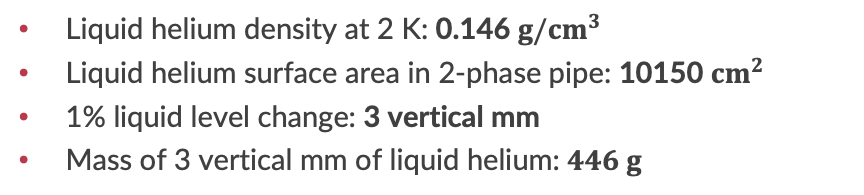 • Liquid helium density at 2 K: 0.146 g/cm³
• Liquid helium surface area in 2-phase pipe: 10150 cm²
• 1% liquid level change: 3 vertical mm
• Mass of 3 vertical mm of liquid helium: 446 g